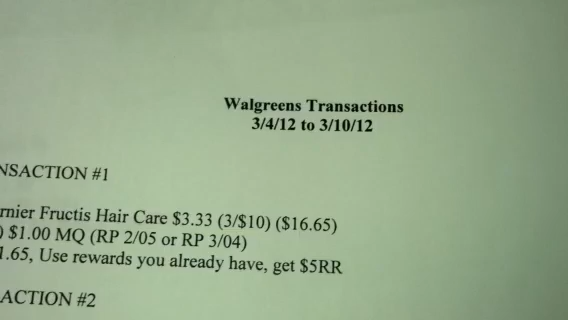 Walgreens Transactions
3/4/12 to 3/10/12
NSACTION #1
rnier Fructis Hair Care $3.33 (3/$10) ($16.65)
) $1.00 MQ (RP 2/05 or RP 3/04)
1.65, Use rewards you already have, get $5RR
ACTION #2